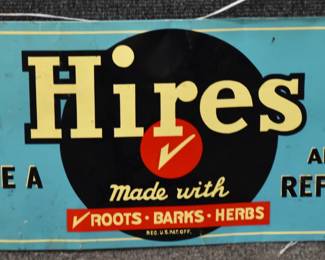 Hires
E A
Made with
ROOTS · BARKS · HERBS
REG. U.S. PAT. OFF.
A
REF